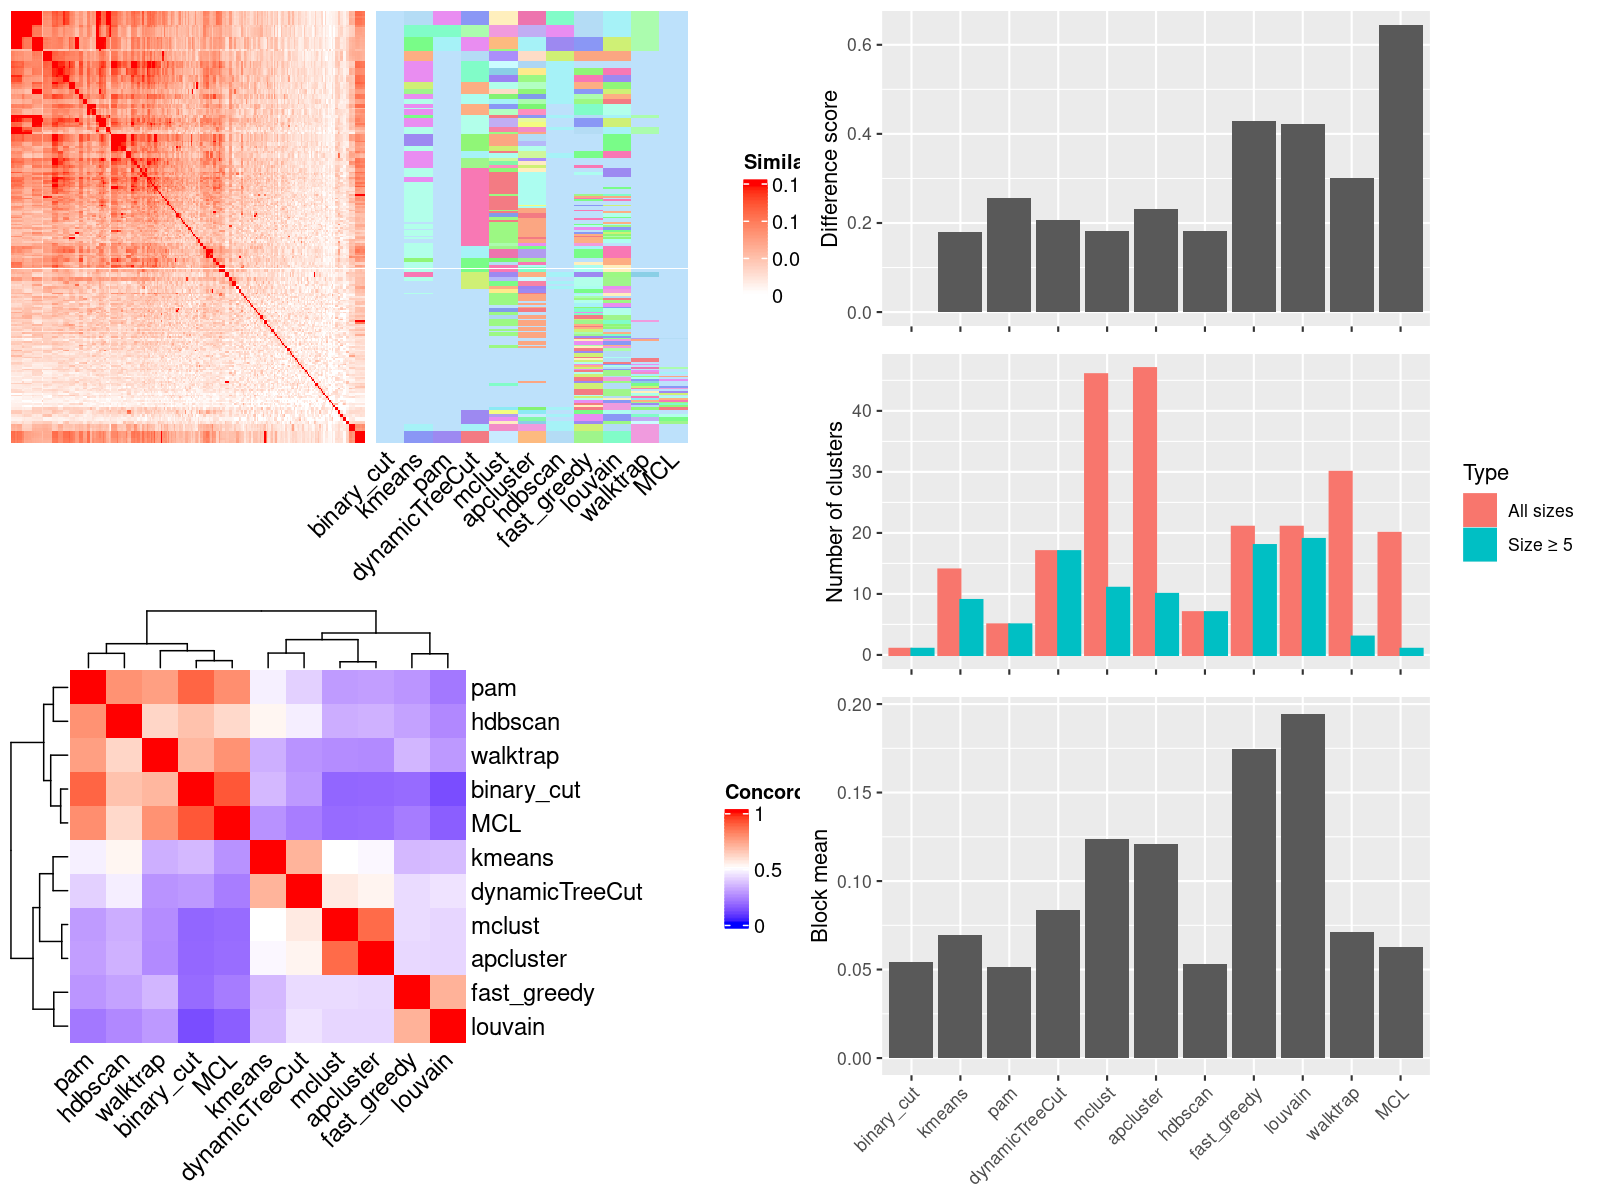 Simila
0.1
0.1
0.0
0
binary_cut
kmeans
pam
dynamicTreeCut
mclust
apcluster
hdbscan
fast_greedy
louvain
walktrap
MCL
pam
hdbscan
walktrap
binary_cut
MCL
kmeans
dynamicTreeCut
mclust
apcluster
fast_greedy
louvain
pam
hdbscan
walktrap
binary_cut
MCL
kmeans
dynamicTreeCut
mclust
apcluster
fast_greedy
louvain
Concord
1
0.5
0
Difference score
0.6
0.4
0.2
0.0
Number of clusters
40
30
20
10
0
Type
All sizes
Size ≥ 5
Block mean
0.20
0.15
0.10
0.05
0.00
binary_cut
kmeans
pam
dynamicTreeCut
mclust
apcluster
hdbscan
fast_greedy
louvain
walktrap
MCL